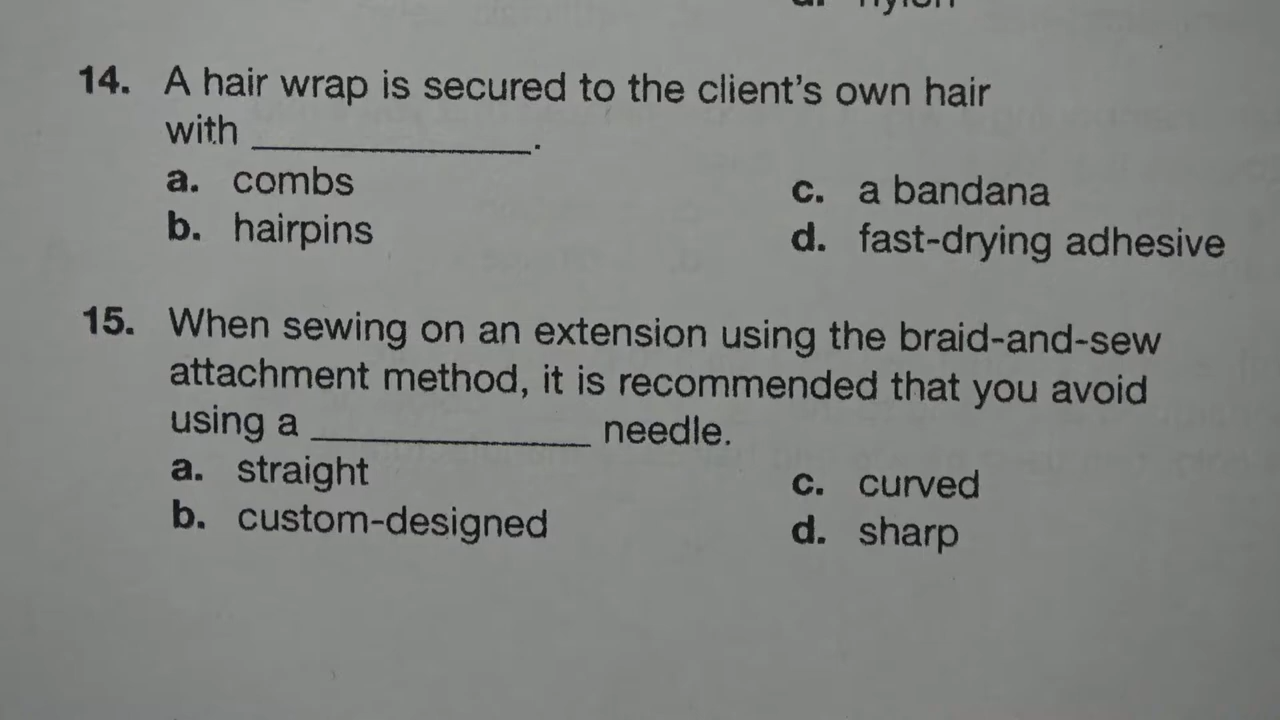 14. A hair wrap is secured to the client's own hair
with ______________.
a. combs
b. hairpins
c. a bandana
d. fast-drying adhesive
15. When sewing on an extension using the braid-and-sew
attachment method, it is recommended that you avoid
using a ______________ needle.
a. straight
b. custom-designed
c. curved
d. sharp